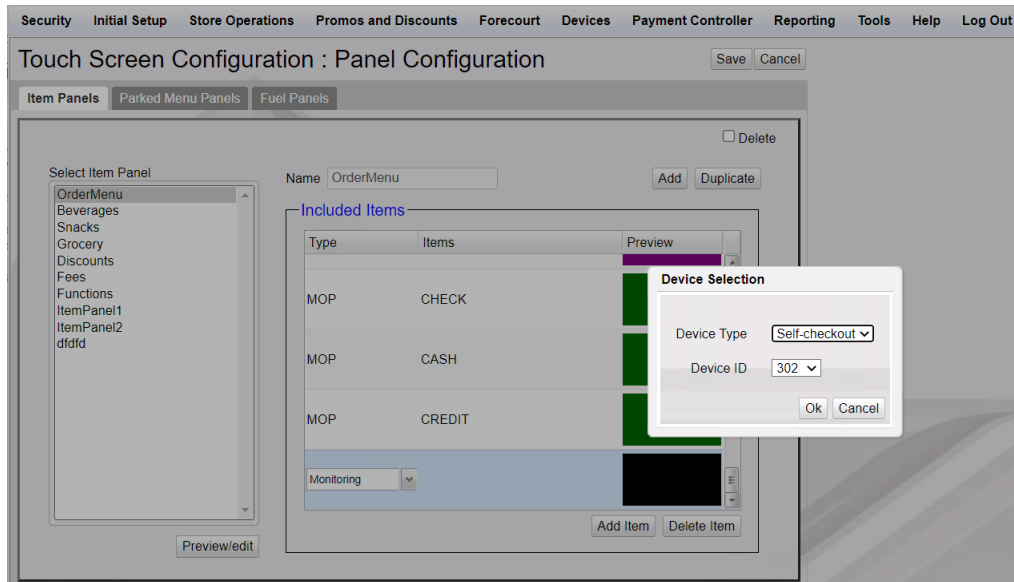 Security Initial Setup Store Operations Promos and Discounts Forecourt Devices Payment Controller Reporting Tools Help Log Out
Touch Screen Configuration : Panel Configuration Save Cancel
Item Panels Parked Menu Panels Fuel Panels
Delete
Select Item Panel
OrderMenu
Beverages
Snacks
Grocery
Discounts
Fees
Functions
ItemPanel1
ItemPanel2
dfdfd
Preview/edit
Name OrderMenu Add Duplicate
Included Items
Type Items Preview
MOP CHECK
MOP CASH
MOP CREDIT
Monitoring
Add Item Delete Item
Device Selection
Device Type Self-checkout
Device ID 302
Ok Cancel